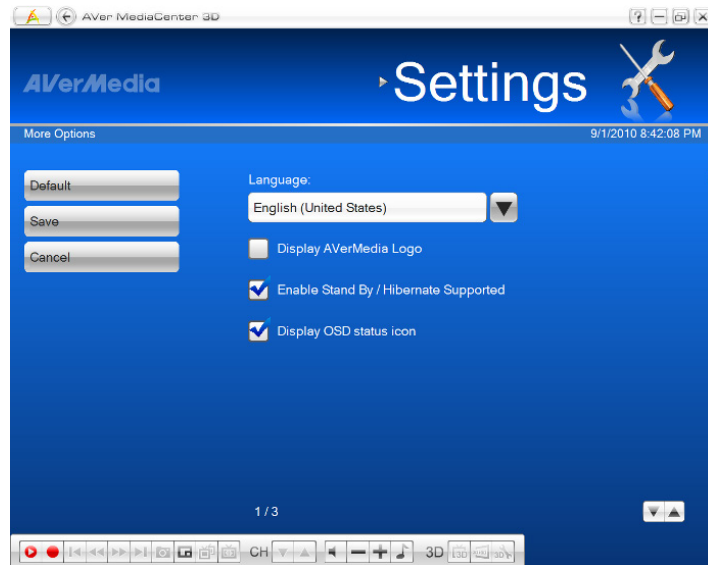 AVer MediaCenter 3D
?
AVerMedia
Settings
More Options
9/1/2010 8:42:08 PM
Default
Save
Cancel
Language:
English (United States)
Display AVerMedia Logo
Enable Stand By / Hibernate Supported
Display OSD status icon
1 / 3
CH
3D